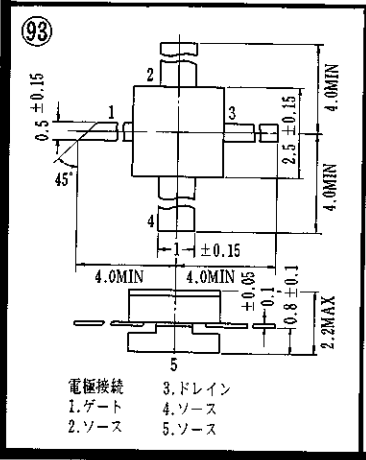 93
2
1
3
4
5
0.5 ±0.15
45°
4.0MIN
2.5 ±0.15
4.0MIN
1 ±0.15
4.0MIN
4.0MIN
0.1 ±0.05
0.8 ±0.1
2.2MAX
電極接続
1.ゲート
2.ソース
3.ドレイン
4.ソース
5.ソース